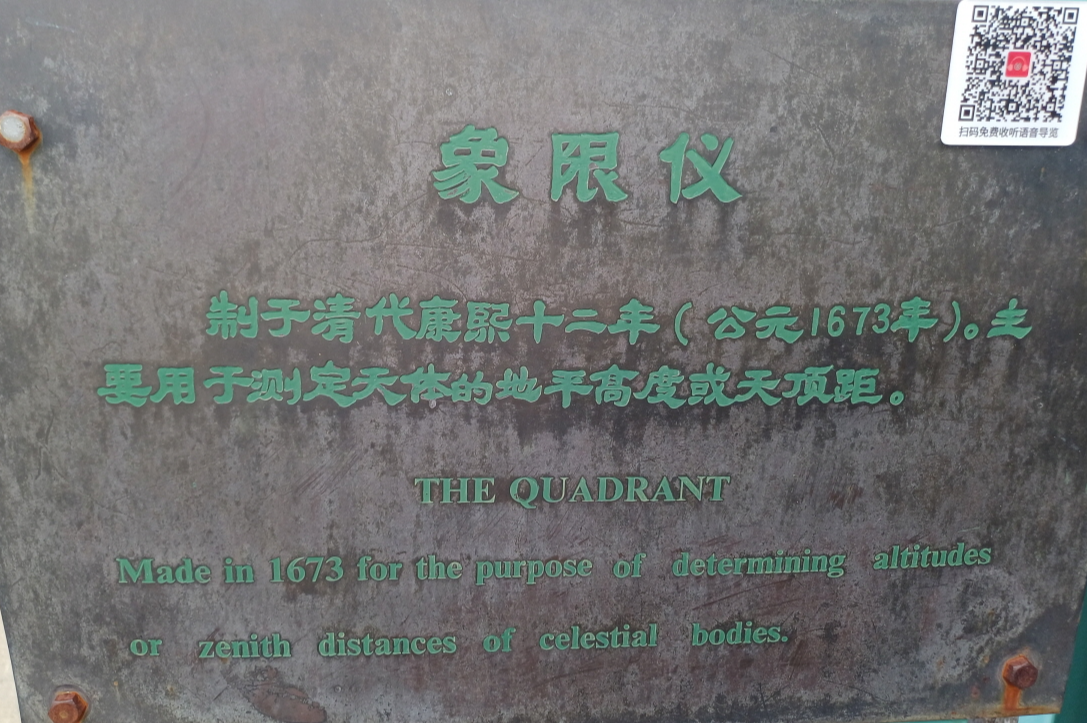 扫码免费收听语音导览
象限仪
制于清代康熙十二年(公元1673年)。主
要用于测定天体的地平高度或天顶距。
THE QUADRANT
Made in 1673 for the purpose of determining altitudes
or zenith distances of celestial bodies.